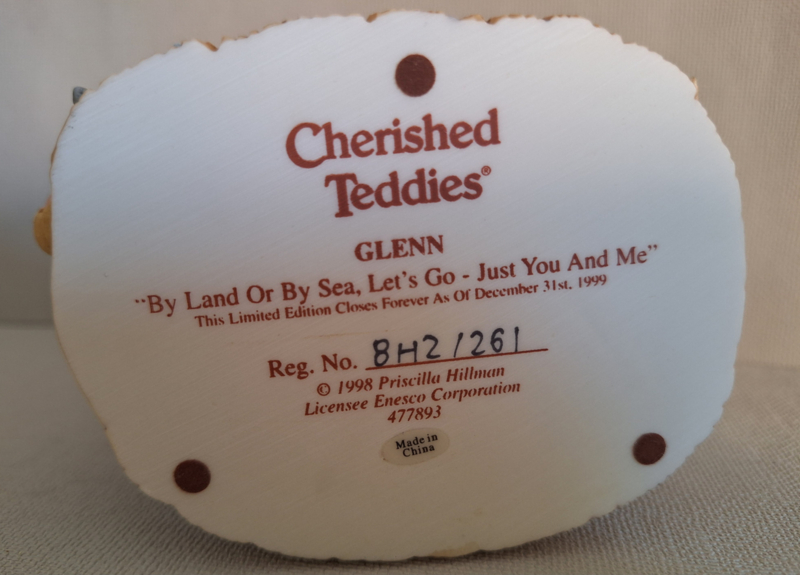 Cherished
Teddies®
GLENN
"By Land Or By Sea, Let's Go - Just You And Me"
This Limited Edition Closes Forever As Of December 31st, 1999
Reg. No. 8H2/261
© 1998 Priscilla Hillman
Licensee Enesco Corporation
477893
Made in
China